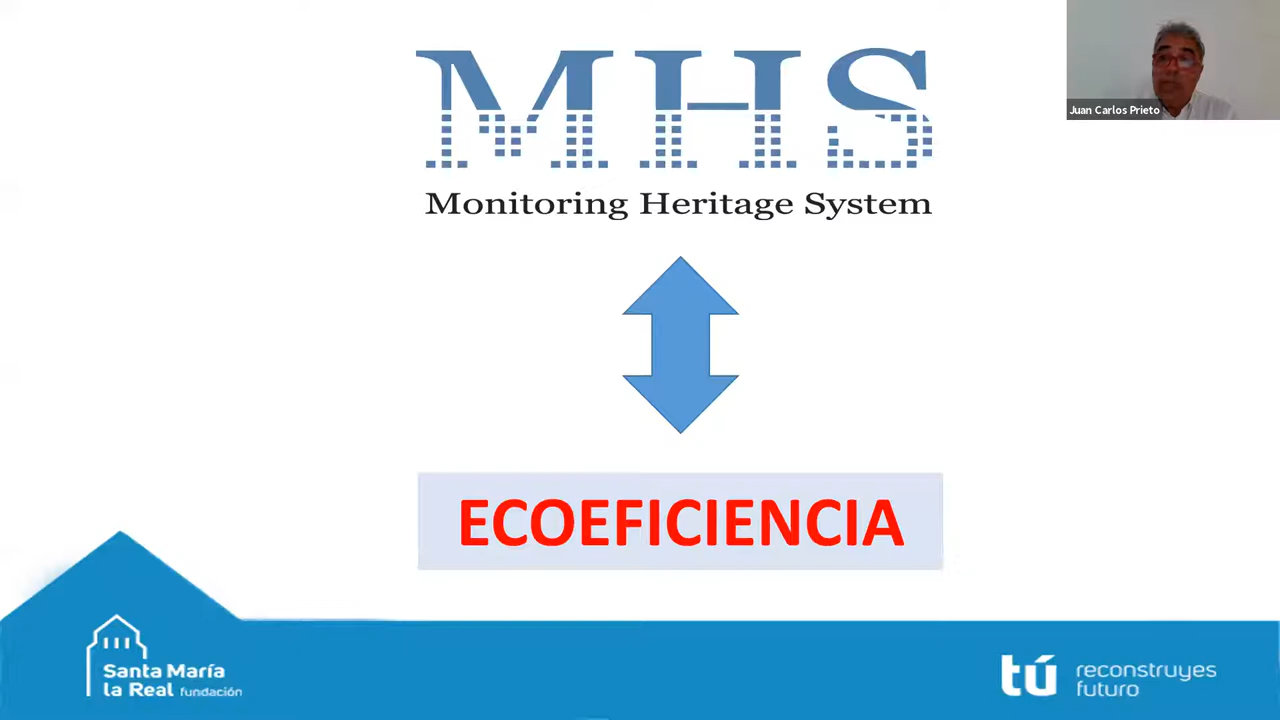 MHS
Monitoring Heritage System
Juan Carlos Prieto
ECOEFICIENCIA
Santa María
la Real fundación
tú reconstruyes
futuro